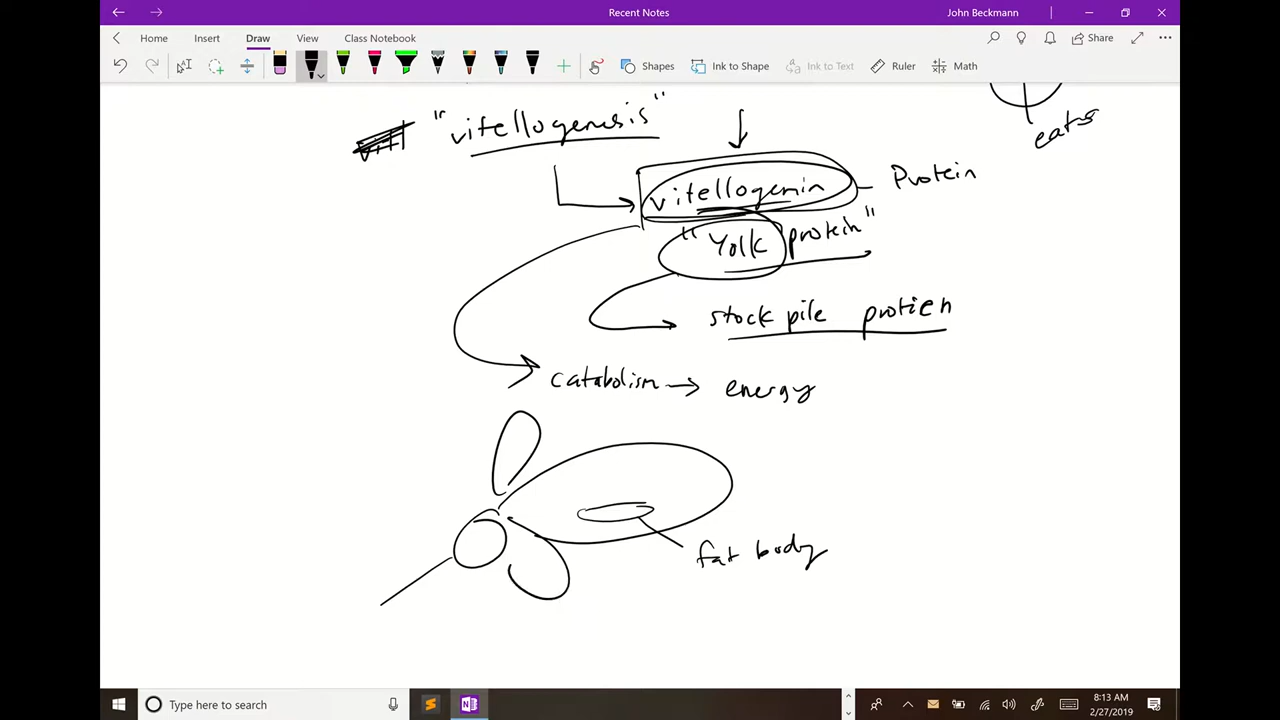 Recent Notes
John Beckmann
Home Insert Draw View Class Notebook
Share
Shapes
Ink to Shape
Ink to Text
Ruler
Math
"vitellogenesis"
eats
vitellogenin
Protein
"Yolk protein"
stock pile protien
catabolism → energy
fat body
Type here to search
8:13 AM
2/27/2019